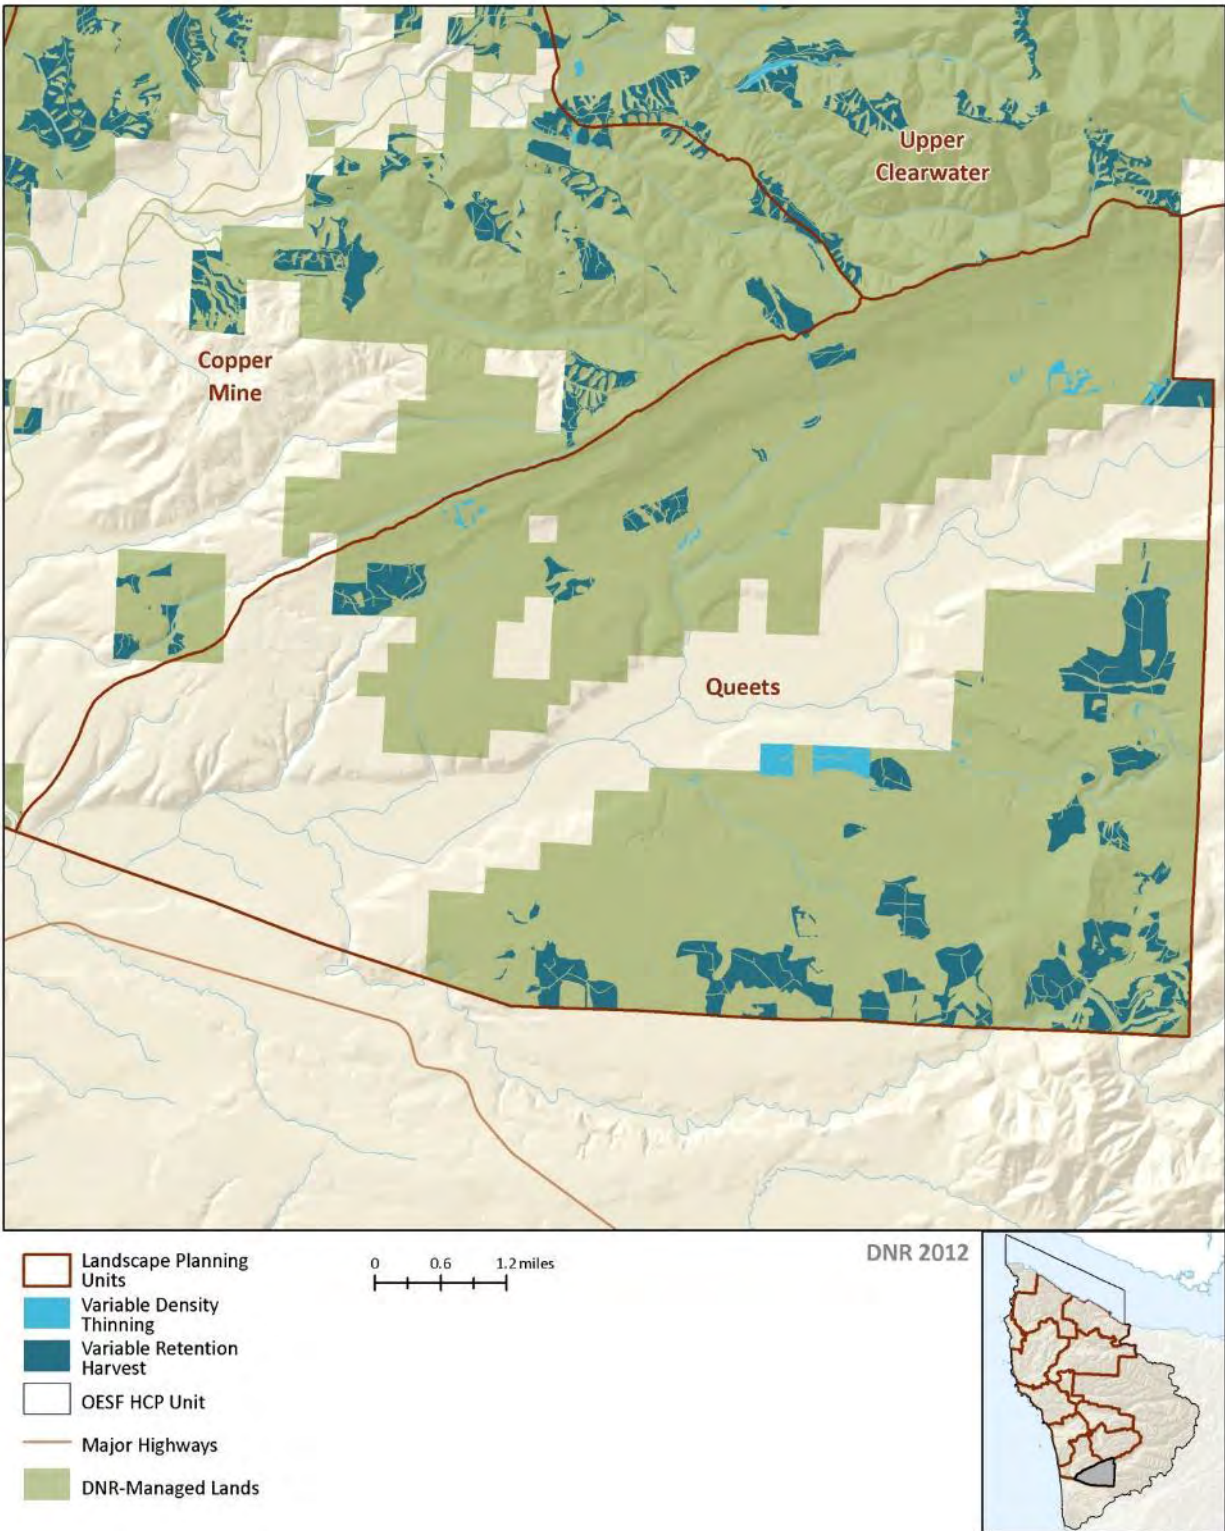 Upper
Clearwater
Copper
Mine
Queets
Landscape Planning
Units
Variable Density
Thinning
Variable Retention
Harvest
OESF HCP Unit
Major Highways
DNR-Managed Lands
0 0.6 1.2 miles
DNR 2012